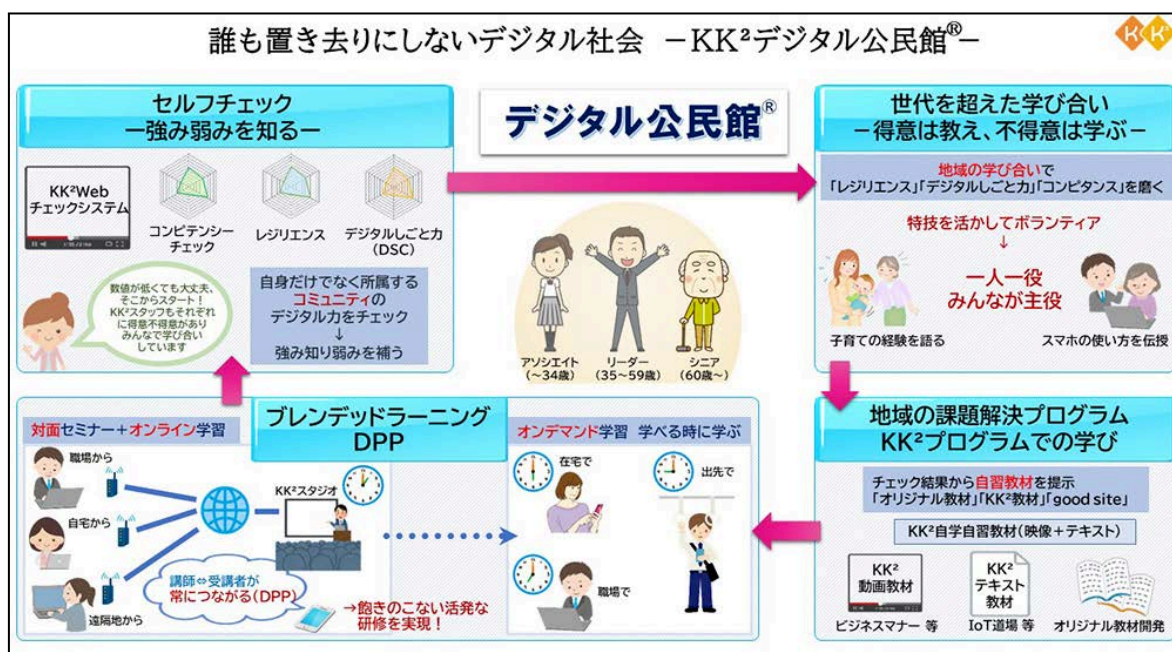 誰も置き去りにしないデジタル社会 －KK²デジタル公民館®－
KK²
セルフチェック
ー強み弱みを知るー
KK²Web
チェックシステム
コンピテンシー
チェック
レジリエンス
デジタルしごと力
(DSC)
数値が低くても大丈夫、
そこからスタート！
KK²スタッフもそれぞれ
に得意不得意があり
みんなで学び合い
しています
自身だけでなく所属する
コミュニティの
デジタル力をチェック
↓
強み知り弱みを補う
デジタル公民館®
アソシエイト
(～34歳)
リーダー
(35～59歳)
シニア
(60歳～)
世代を超えた学び合い
－得意は教え、不得意は学ぶ－
地域の学び合いで
「レジリエンス」「デジタルしごと力」「コンピタンス」を磨く
特技を活かしてボランティア
↓
一人一役
みんなが主役
子育ての経験を語る
スマホの使い方を伝授
地域の課題解決プログラム
KK²プログラムでの学び
チェック結果から自習教材を提示
「オリジナル教材」「KK²教材」「good site」
KK²自学自習教材(映像＋テキスト)
KK²
動画教材
ビジネスマナー 等
KK²
テキスト
教材
IoT道場 等
オリジナル教材開発
ブレンデッドラーニング
DPP
対面セミナー＋オンライン学習
職場から
自宅から
遠隔地から
KK²スタジオ
講師⇔受講者が
常につながる(DPP)
→飽きのこない活発な
研修を実現！
オンデマンド学習 学べる時に学ぶ
在宅で
出先で
職場で